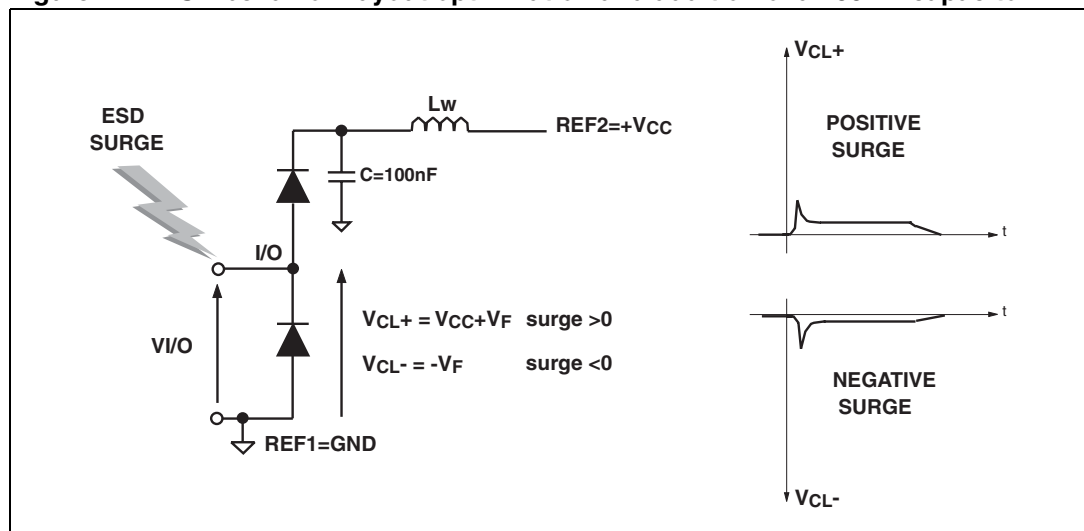 Lw
ESD
SURGE
REF2=+VCC
C=100nF
I/O
VI/O
VCL+ = VCC+VF surge >0
VCL- = -VF surge <0
REF1=GND
VCL+
POSITIVE
SURGE
t
t
NEGATIVE
SURGE
VCL-